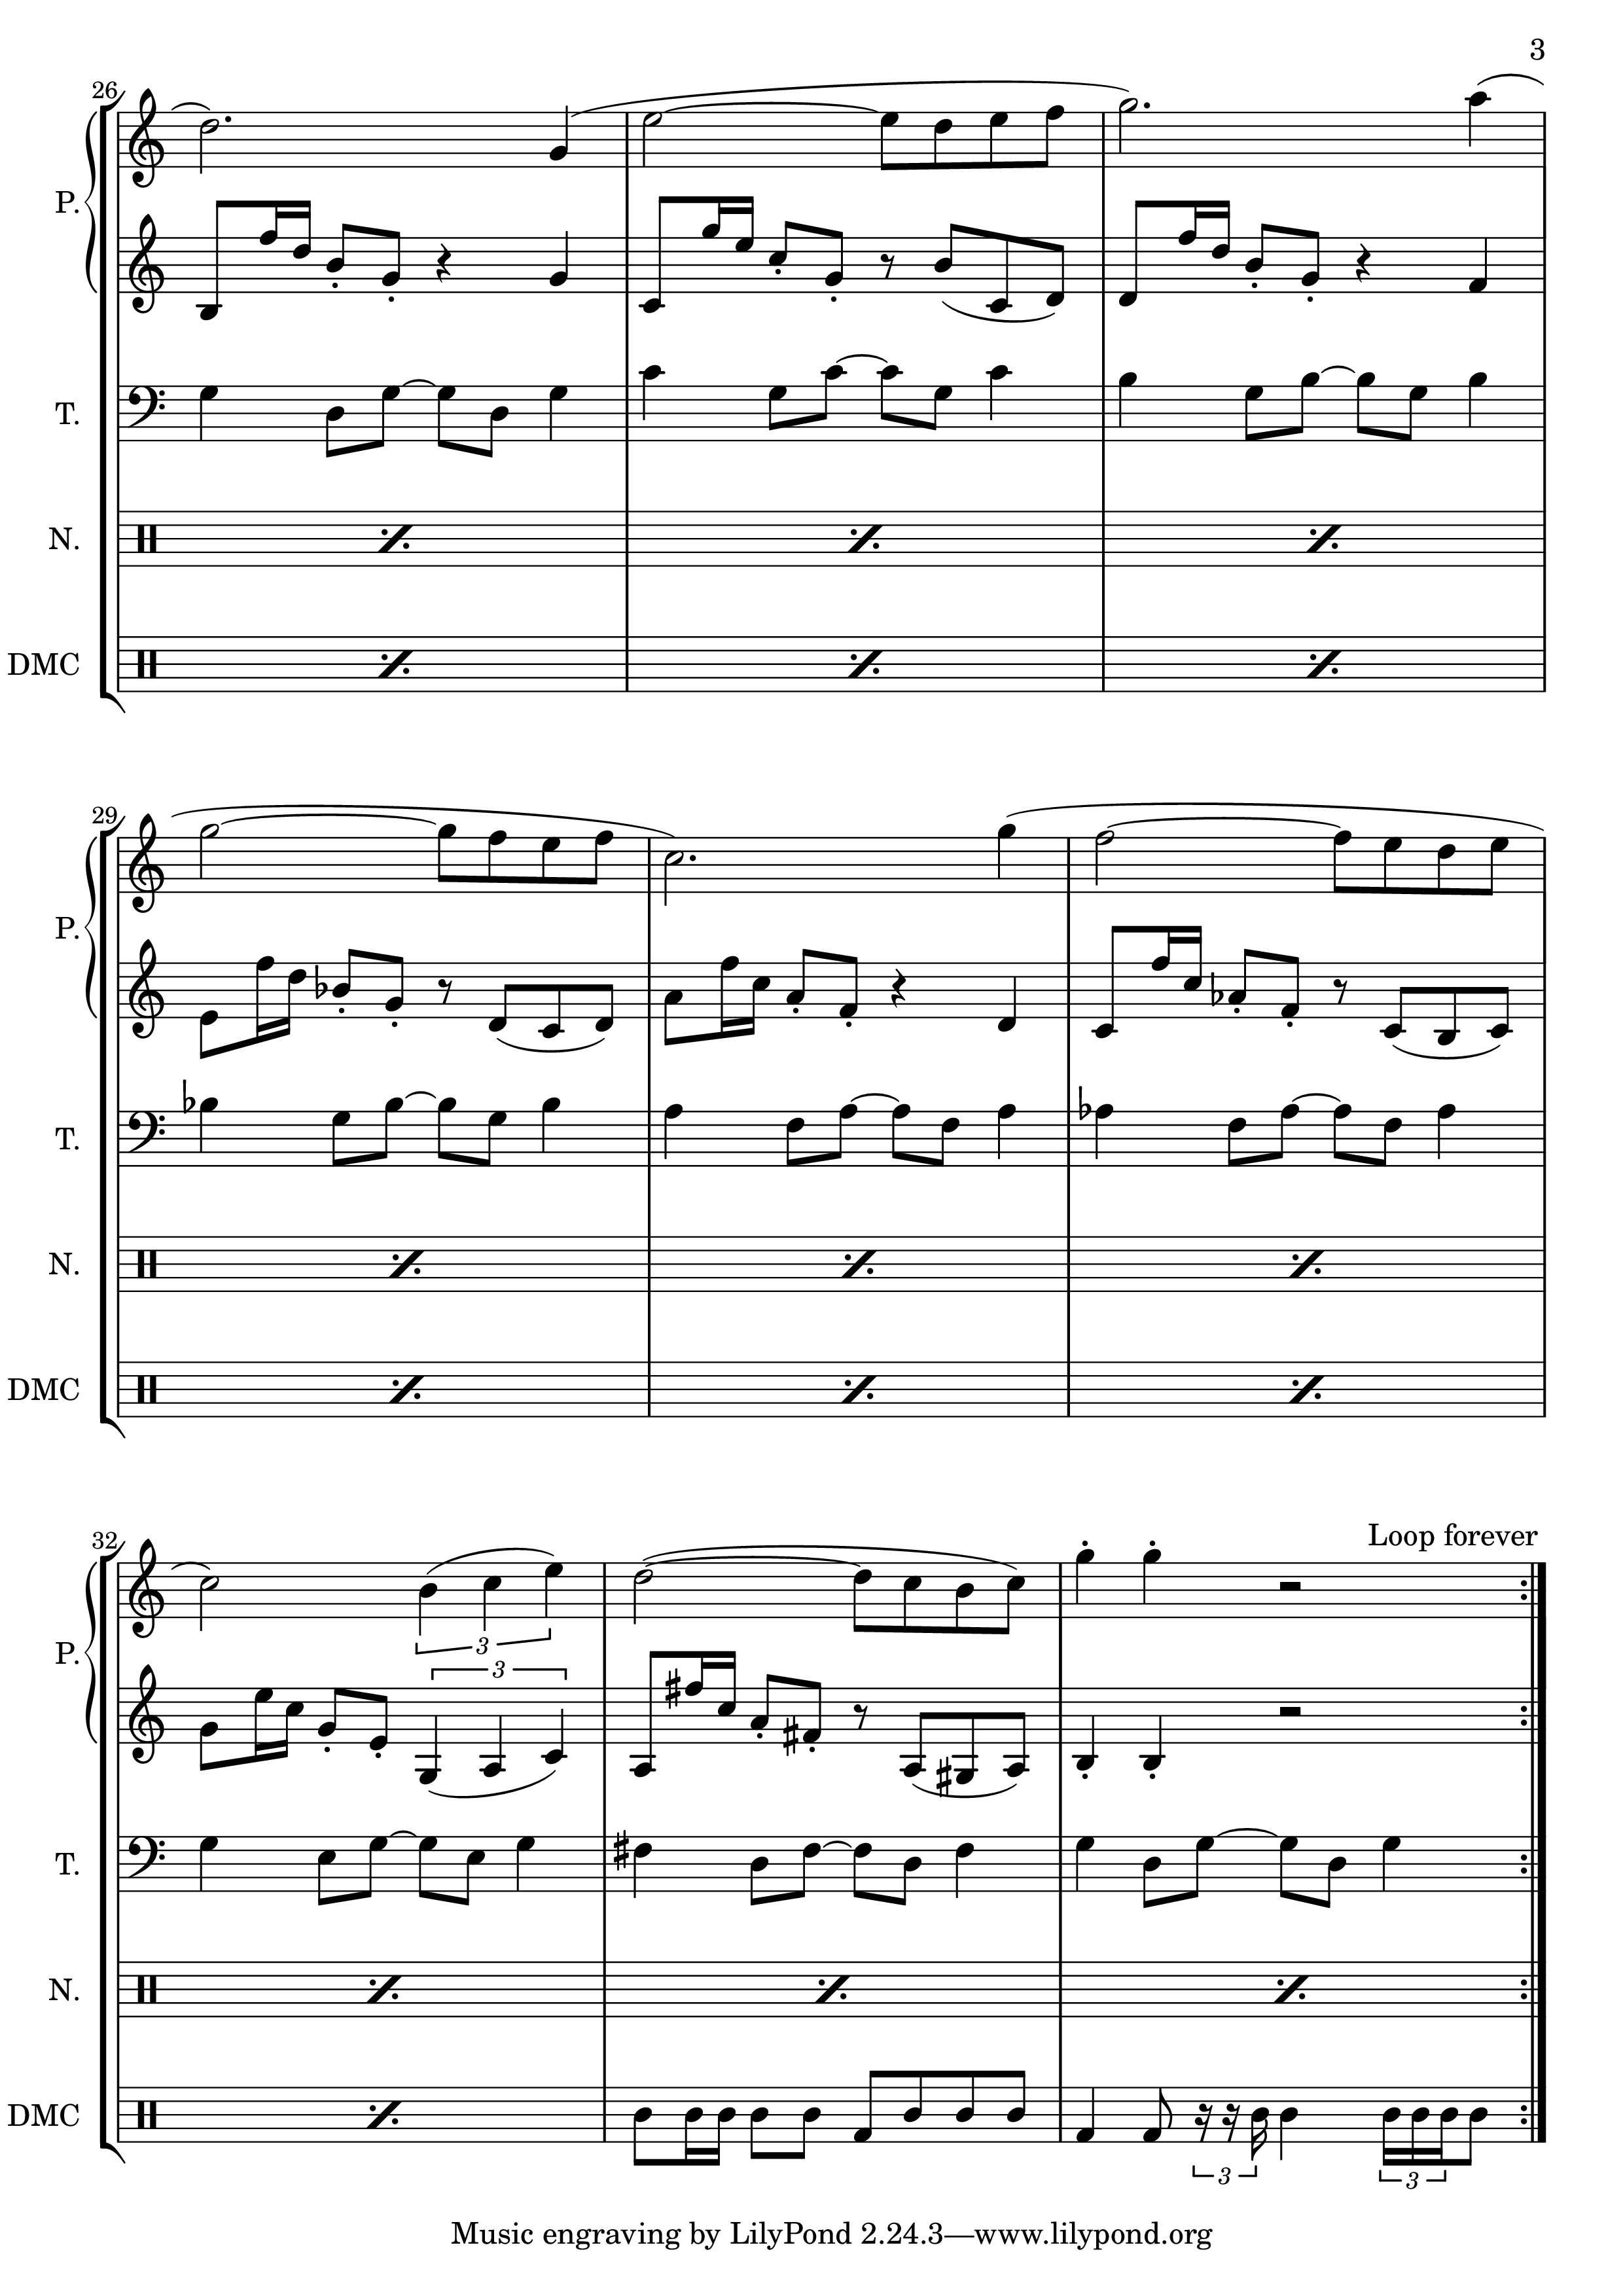 3
26
P.
T.
N.
DMC
29
P.
T.
N.
DMC
Loop forever
32
3
P.
3
T.
N.
DMC
3
3
Music engraving by LilyPond 2.24.3—www.lilypond.org